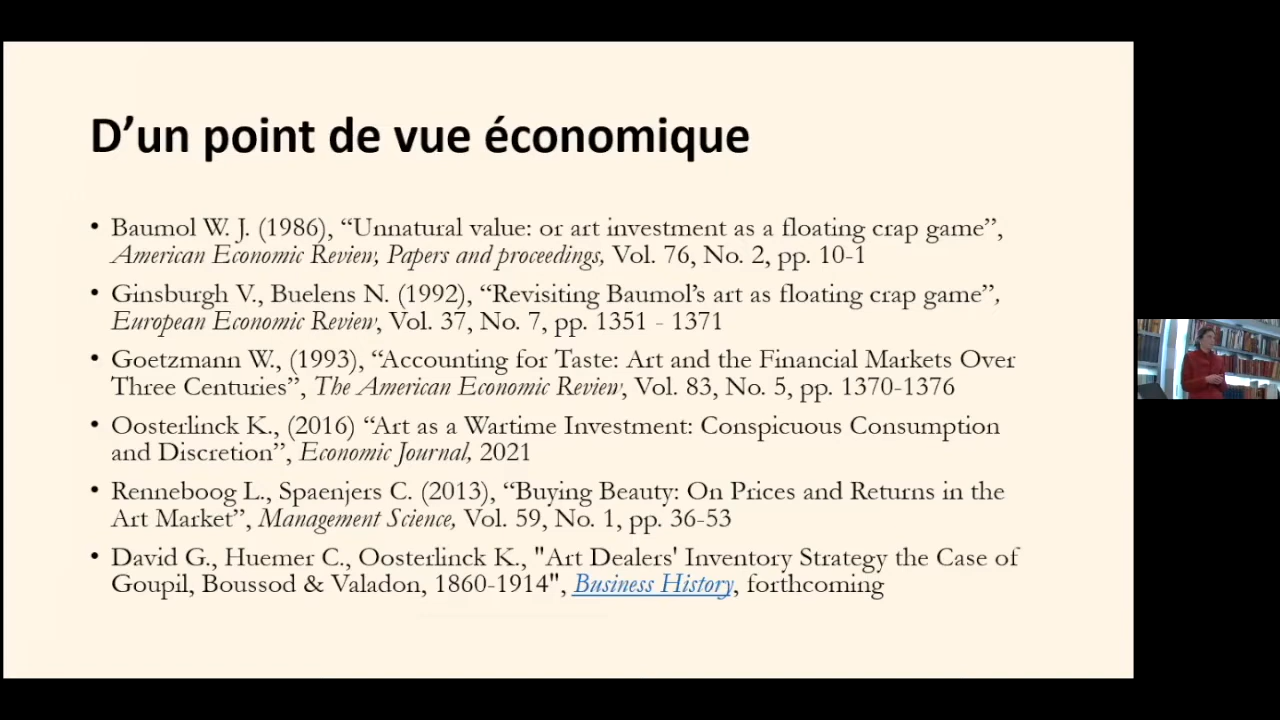 D’un point de vue économique
• Baumol W. J. (1986), “Unnatural value: or art investment as a floating crap game”,
American Economic Review, Papers and proceedings, Vol. 76, No. 2, pp. 10-1
• Ginsburgh V., Buelens N. (1992), “Revisiting Baumol’s art as floating crap game”,
European Economic Review, Vol. 37, No. 7, pp. 1351 - 1371
• Goetzmann W., (1993), “Accounting for Taste: Art and the Financial Markets Over
Three Centuries”, The American Economic Review, Vol. 83, No. 5, pp. 1370-1376
• Oosterlinck K., (2016) “Art as a Wartime Investment: Conspicuous Consumption
and Discretion”, Economic Journal, 2021
• Renneboog L., Spaenjers C. (2013), “Buying Beauty: On Prices and Returns in the
Art Market”, Management Science, Vol. 59, No. 1, pp. 36-53
• David G., Huemer C., Oosterlinck K., "Art Dealers' Inventory Strategy the Case of
Goupil, Boussod & Valadon, 1860-1914", Business History, forthcoming